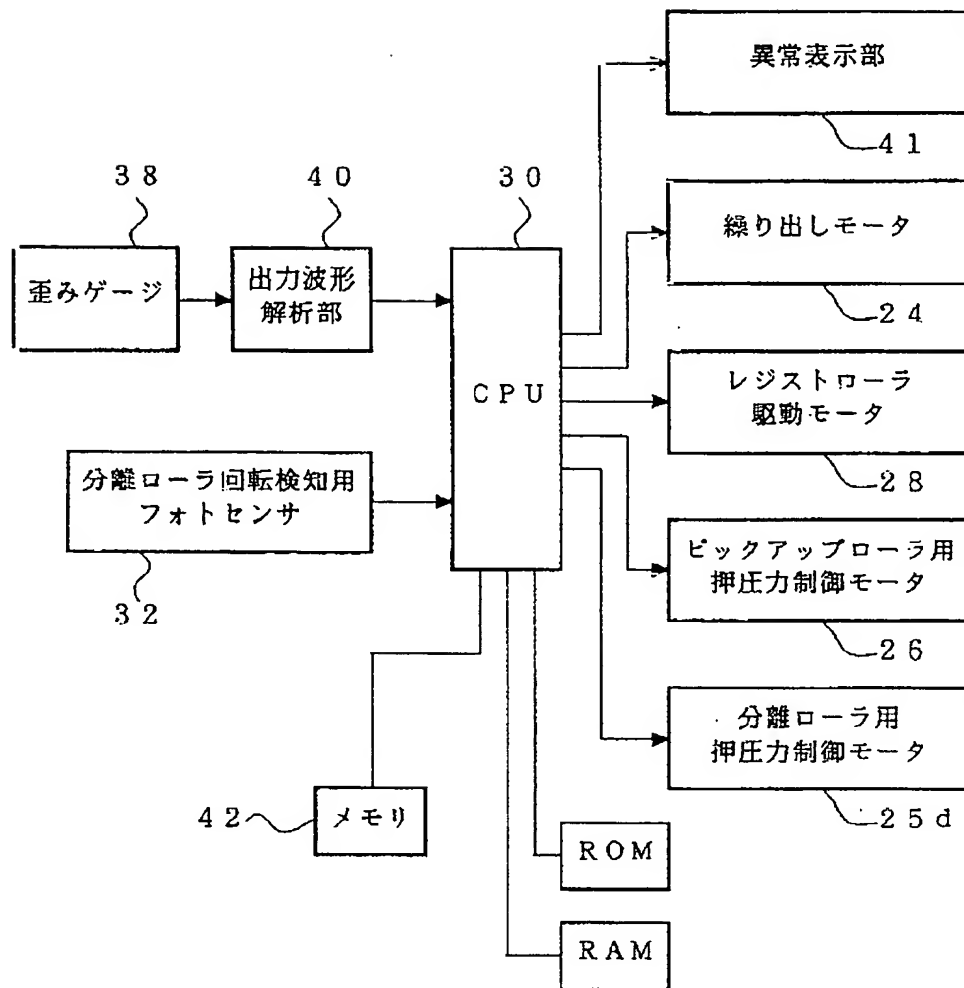 異常表示部
41
38
40
30
繰り出しモータ
歪みゲージ
出力波形
解析部
24
CPU
レジストローラ
駆動モータ
28
分離ローラ回転検知用
フォトセンサ
32
ピックアップローラ用
押圧力制御モータ
26
分離ローラ用
押圧力制御モータ
25d
42
メモリ
ROM
RAM